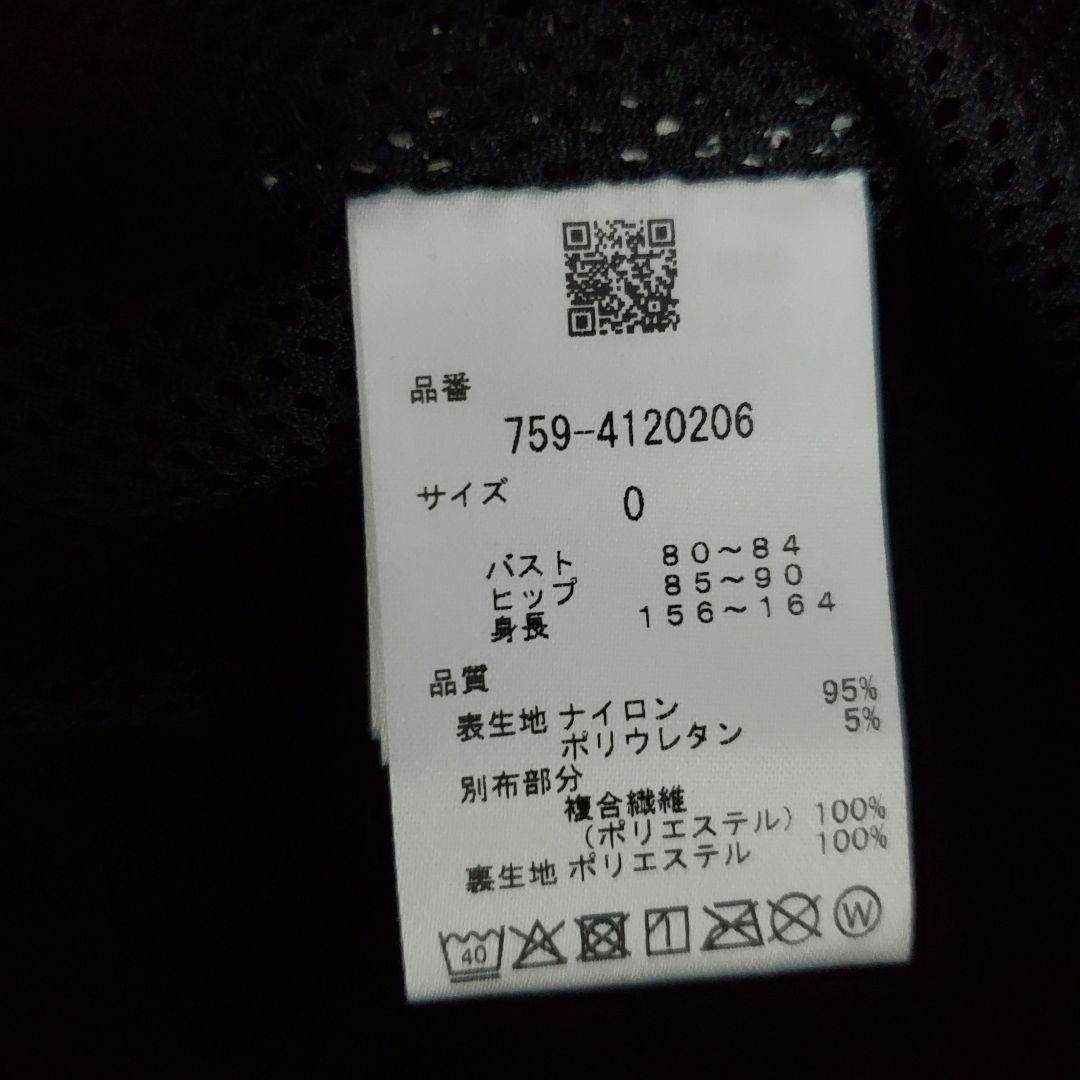 品番
759-4120206
サイズ 0
バスト 80～84
ヒップ 85～90
身長 156～164
品質
表生地 ナイロン 95%
ポリウレタン 5%
別布部分
複合繊維
(ポリエステル) 100%
裏生地 ポリエステル 100%
40 W